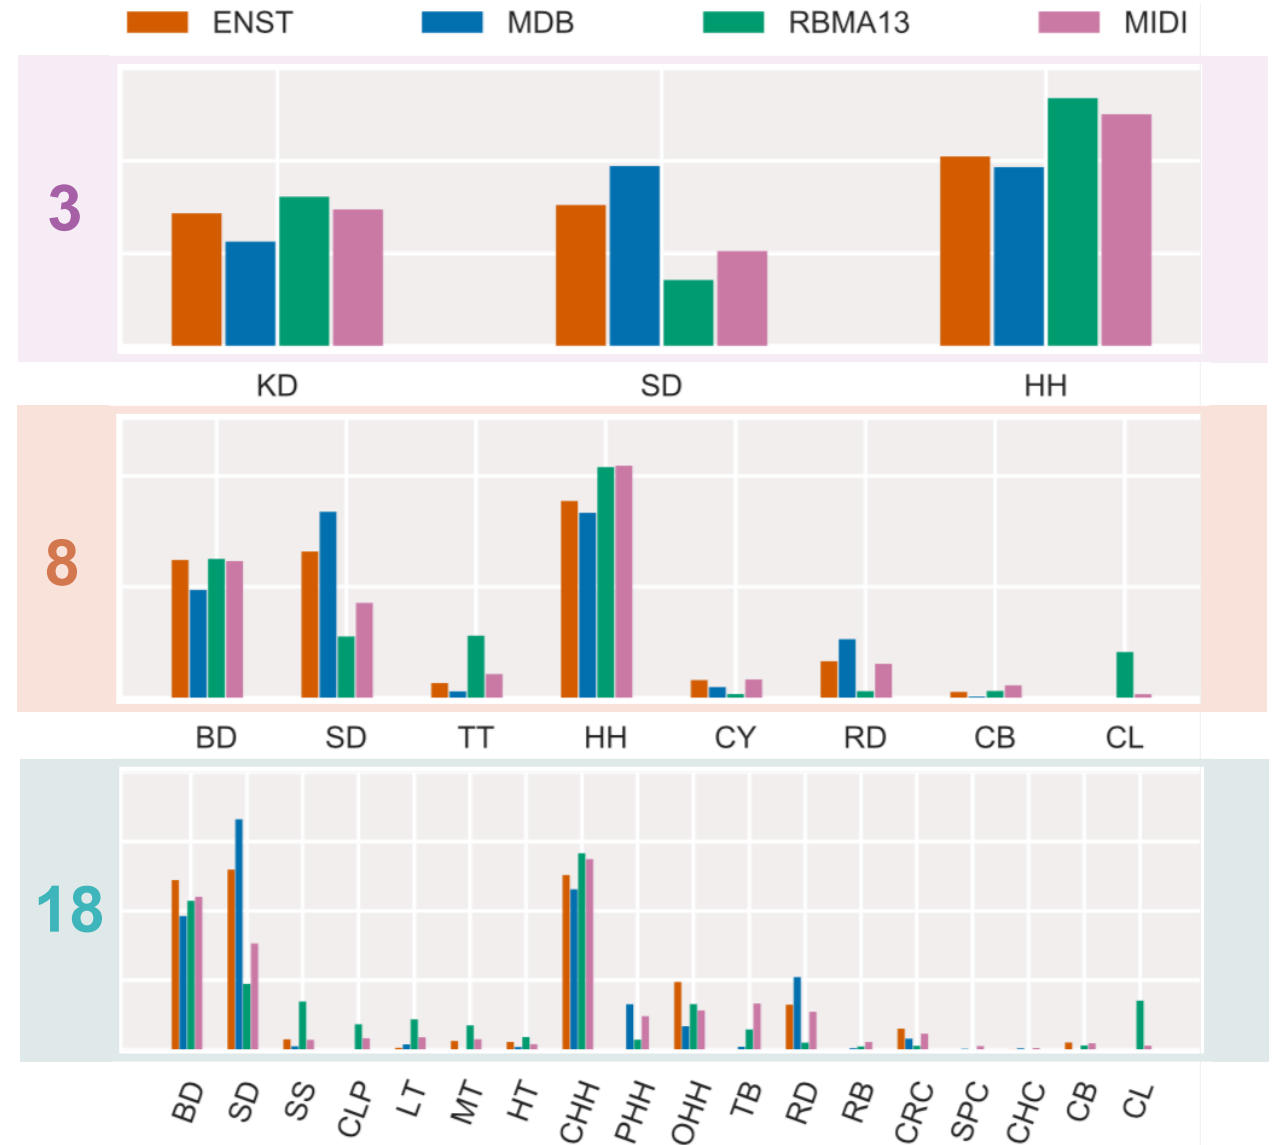 ENST MDB RBMA13 MIDI
3
KD SD HH
8
BD SD TT HH CY RD CB CL
18
BD SD SS CLP LT MT HT CHH PHH OHH TB RD RB CRC SPC CHC CB CL